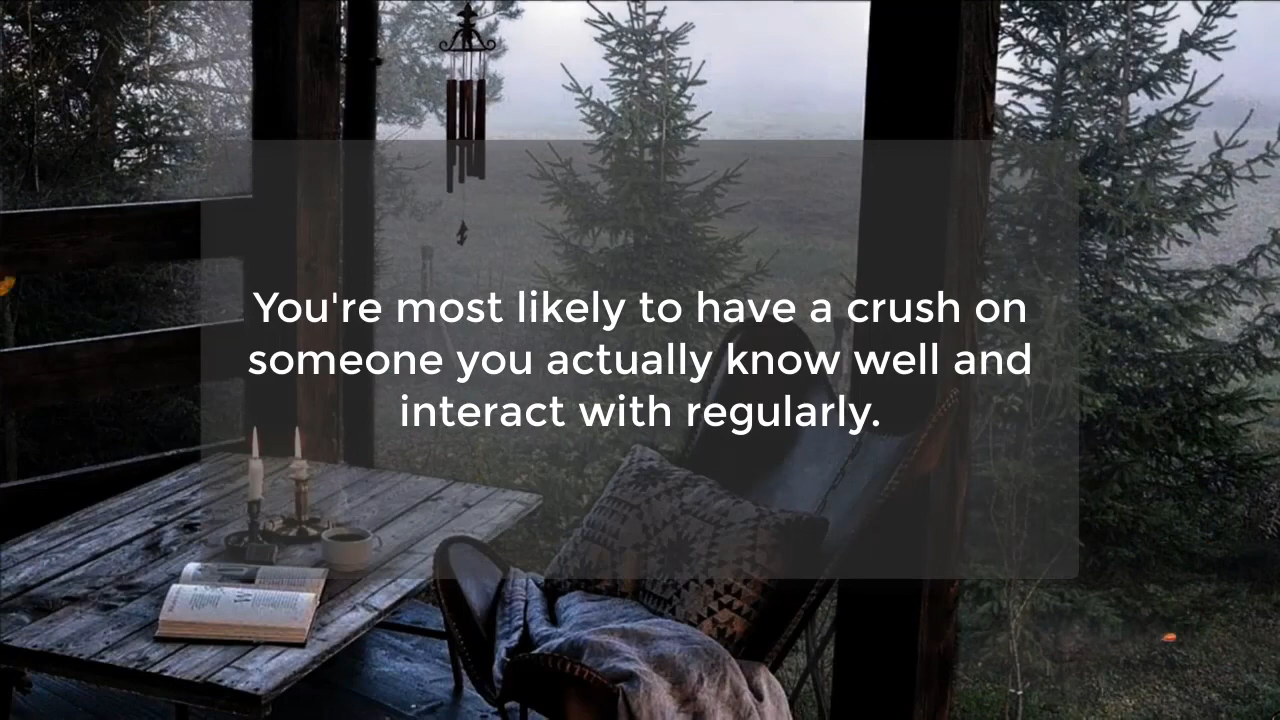 You're most likely to have a crush on
someone you actually know well and
interact with regularly.